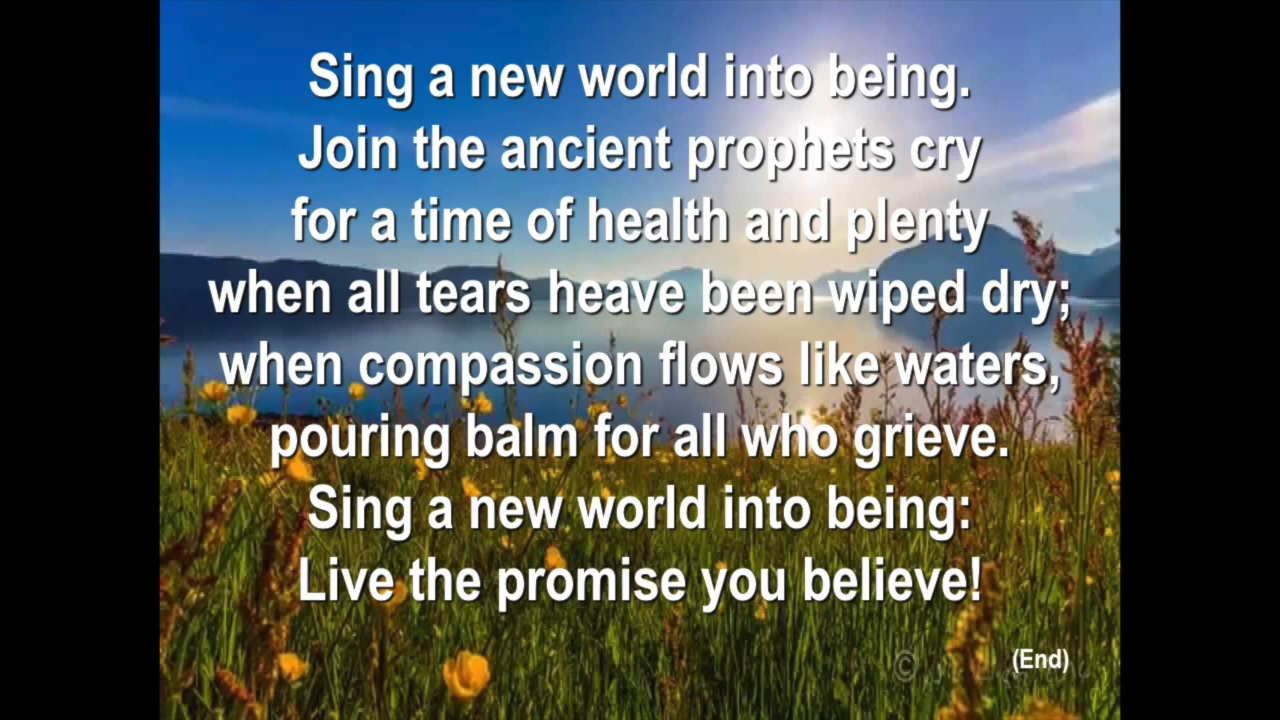 Sing a new world into being.
Join the ancient prophets cry
for a time of health and plenty
when all tears heave been wiped dry;
when compassion flows like waters,
pouring balm for all who grieve.
Sing a new world into being:
Live the promise you believe!
(End)
©